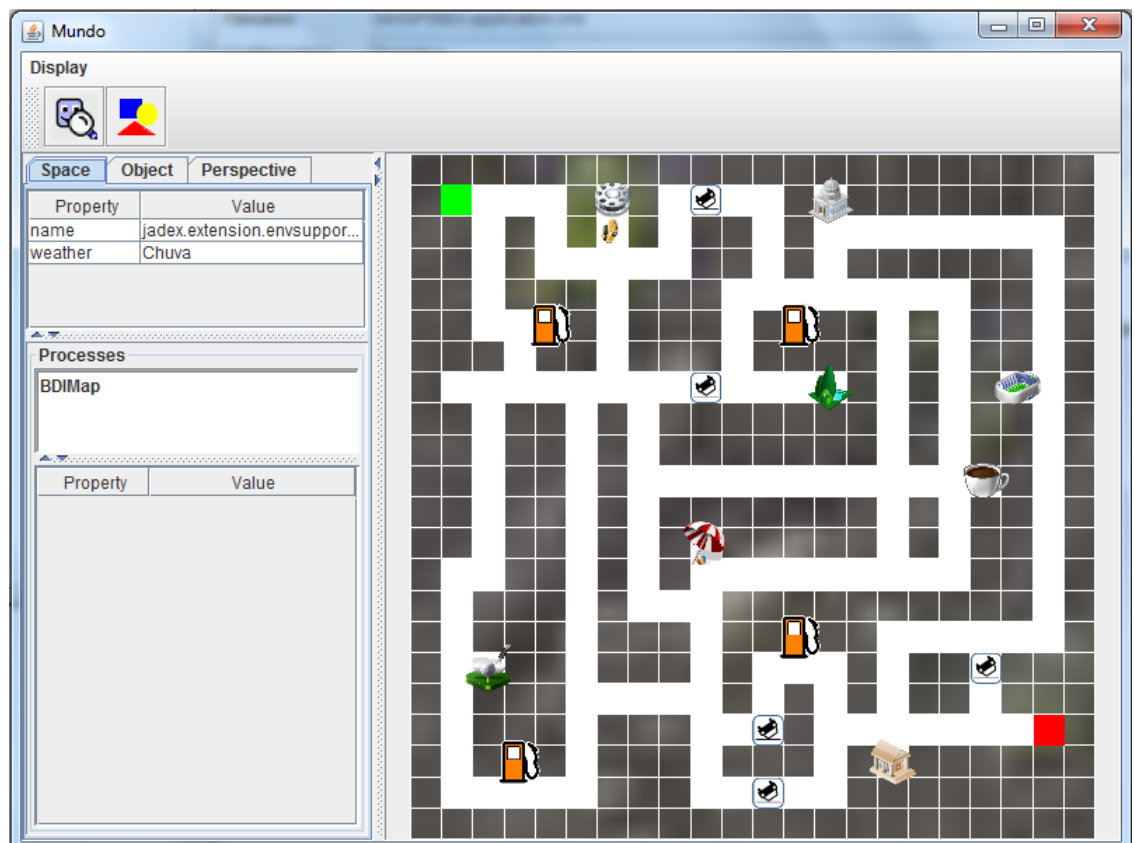 Mundo
Display
Space Object Perspective
Property Value
name jadex.extension.envsuppor...
weather Chuva
Processes
BDIMap
Property Value